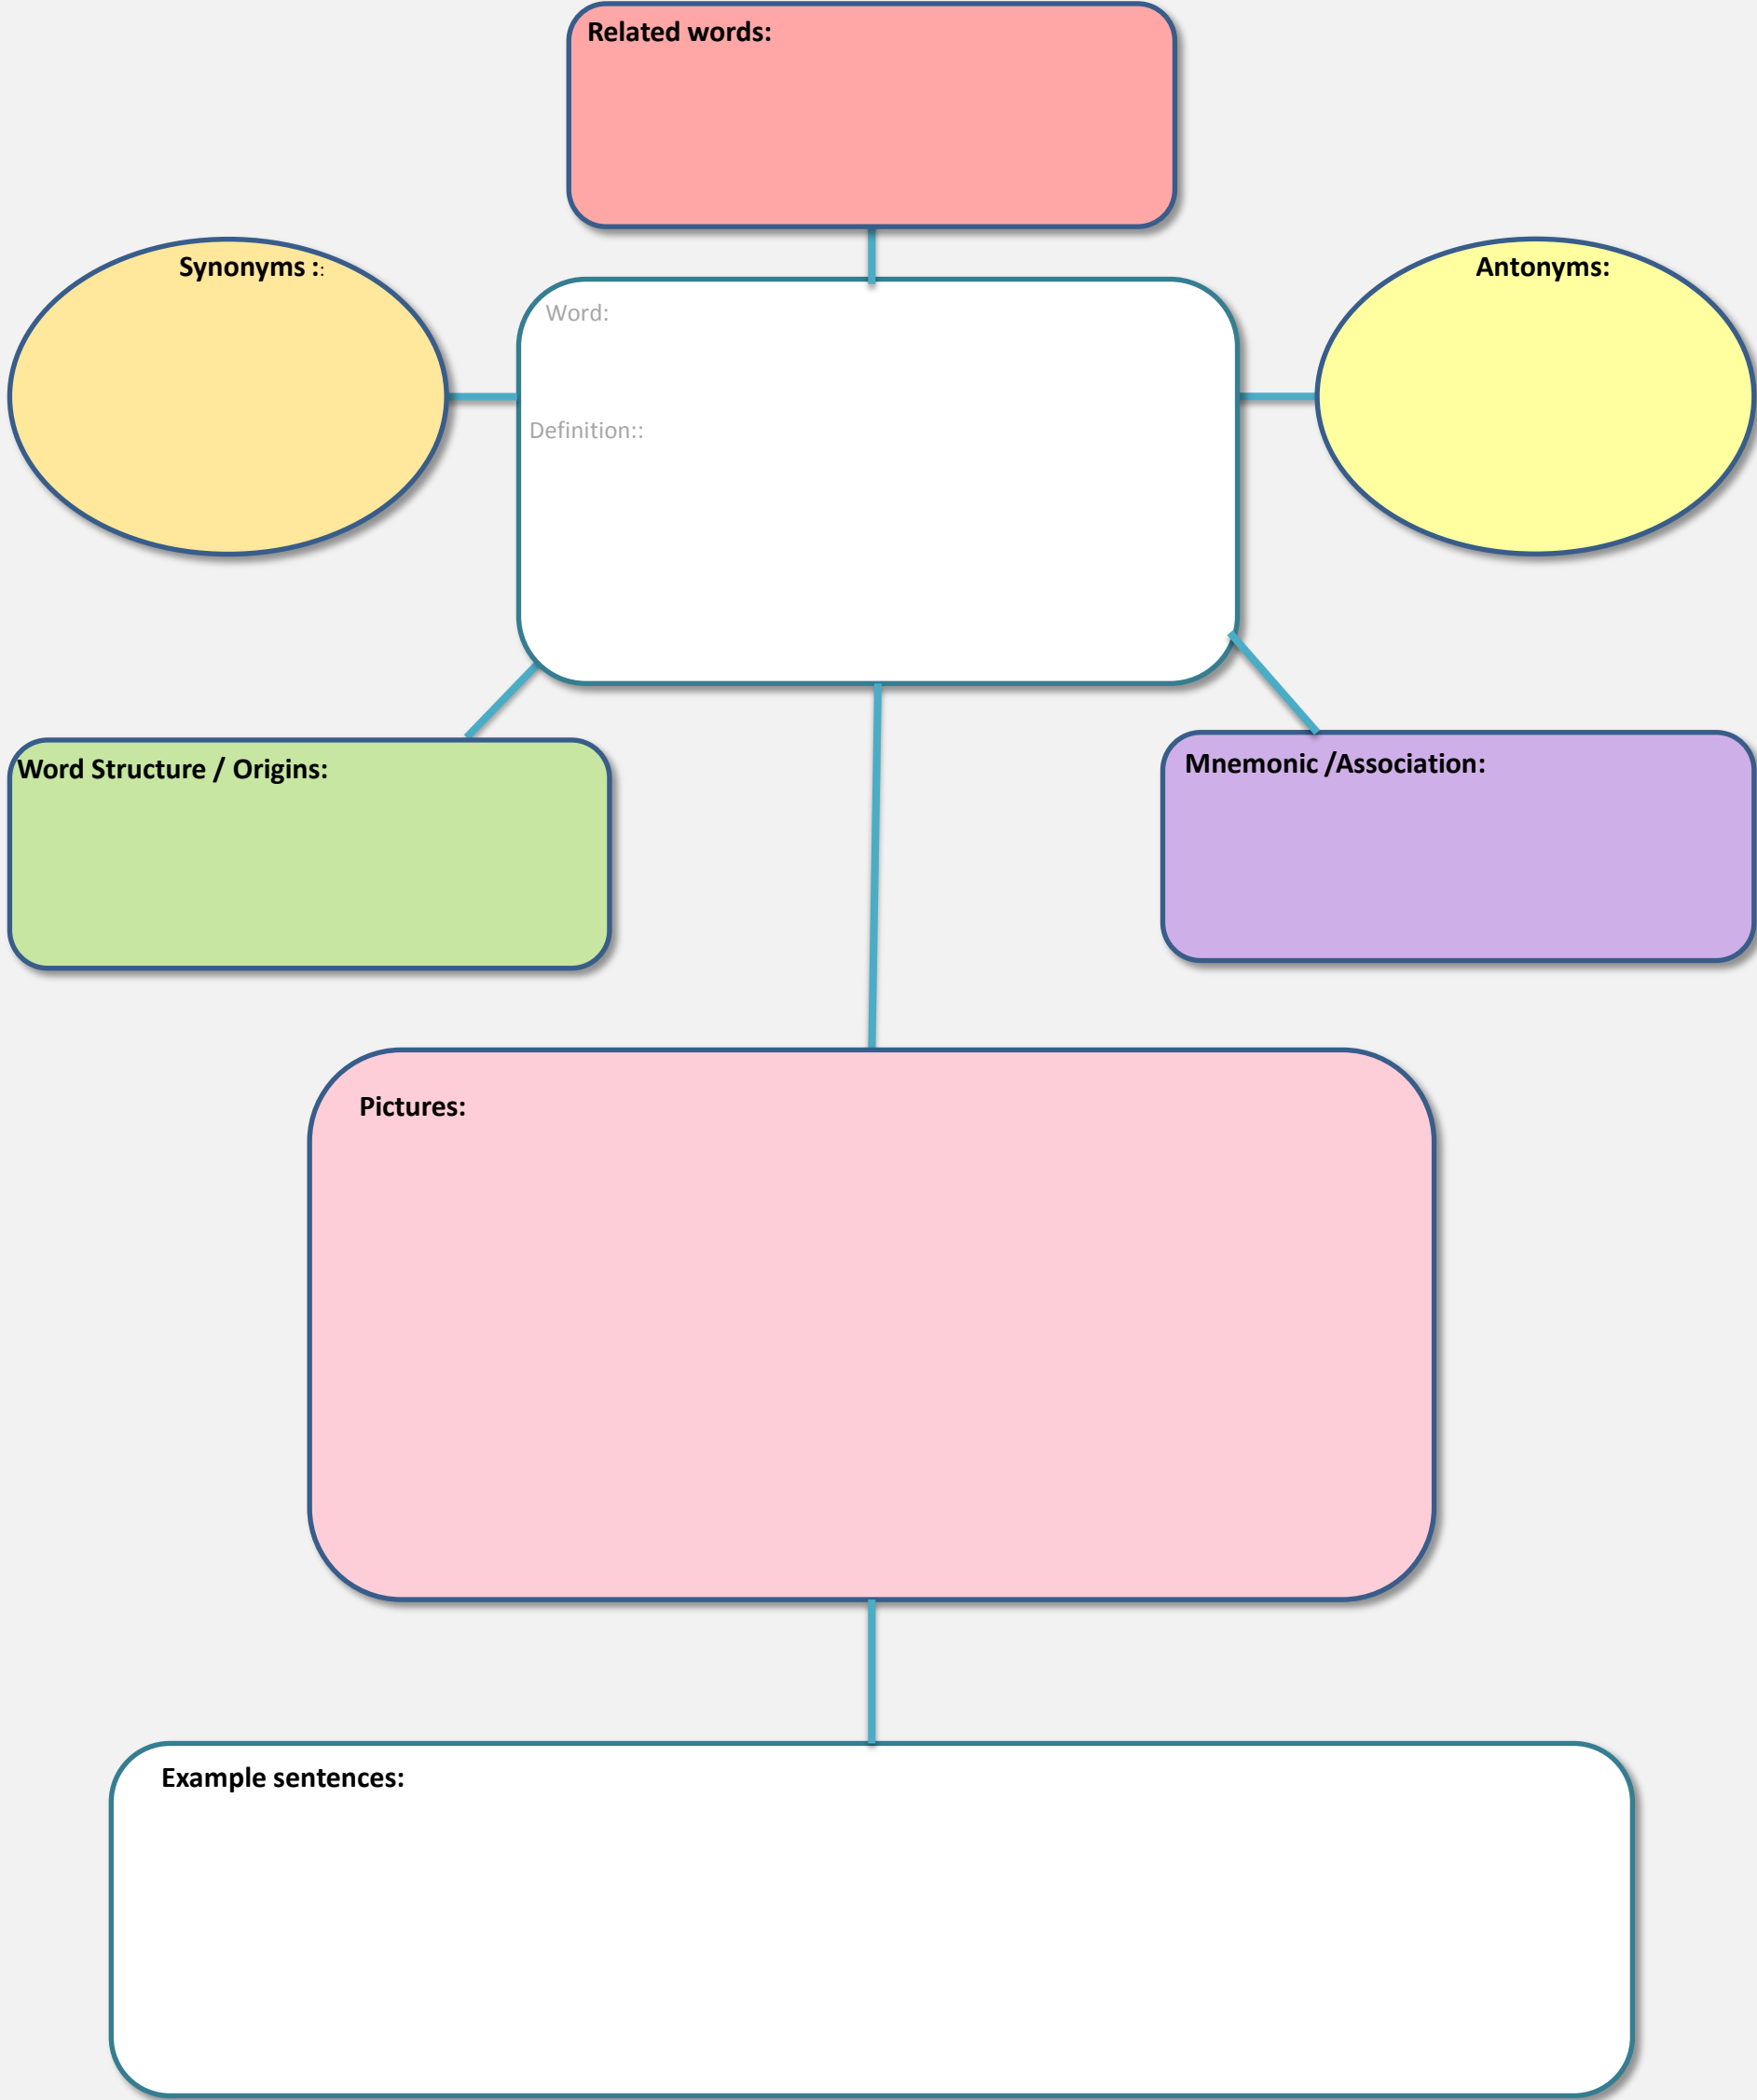 Related words:
Synonyms ::
Antonyms:
Word:
Definition::
Word Structure / Origins:
Mnemonic /Association:
Pictures:
Example sentences: